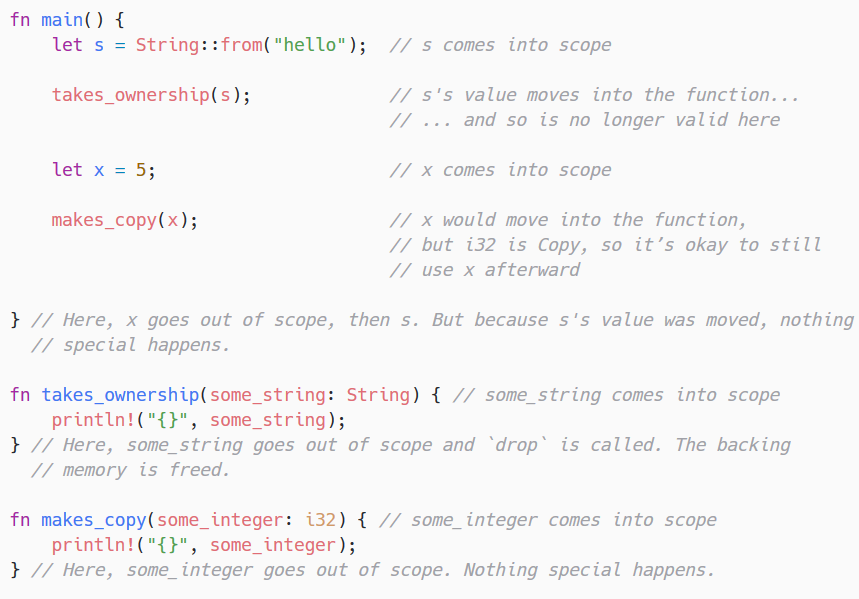 fn main() {
    let s = String::from("hello");  // s comes into scope

    takes_ownership(s);             // s's value moves into the function...
                                    // ... and so is no longer valid here

    let x = 5;                      // x comes into scope

    makes_copy(x);                  // x would move into the function,
                                    // but i32 is Copy, so it’s okay to still
                                    // use x afterward

} // Here, x goes out of scope, then s. But because s's value was moved, nothing
  // special happens.

fn takes_ownership(some_string: String) { // some_string comes into scope
    println!("{}", some_string);
} // Here, some_string goes out of scope and `drop` is called. The backing
  // memory is freed.

fn makes_copy(some_integer: i32) { // some_integer comes into scope
    println!("{}", some_integer);
} // Here, some_integer goes out of scope. Nothing special happens.